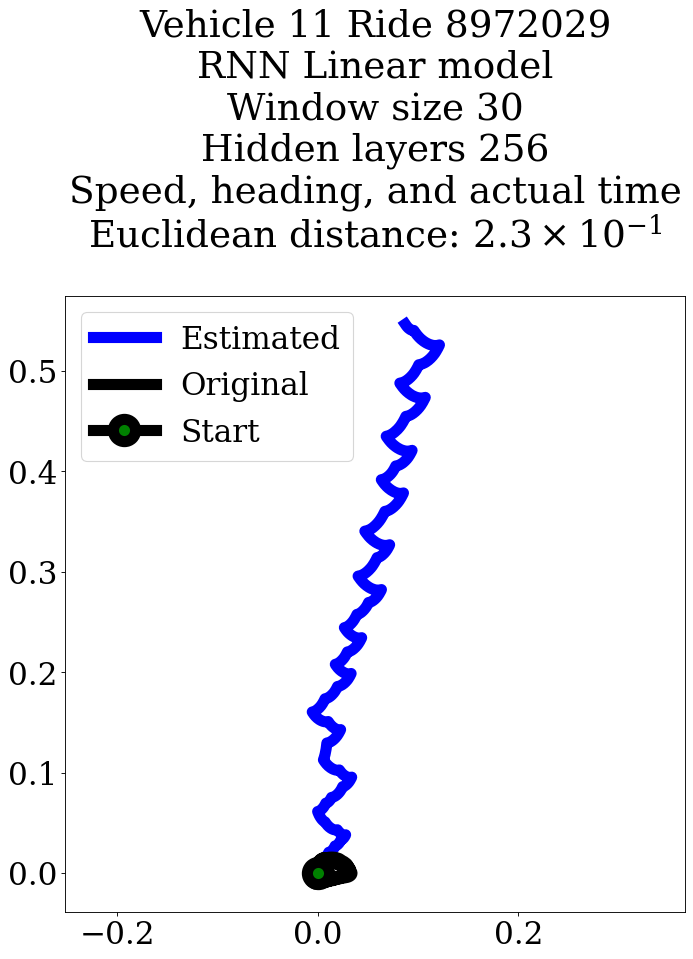 Vehicle 11 Ride 8972029
RNN Linear model
Window size 30
Hidden layers 256
Speed, heading, and actual time
Euclidean distance: 2.3 × 10⁻¹
Estimated
Original
Start
0.5
0.4
0.3
0.2
0.1
0.0
−0.2 0.0 0.2